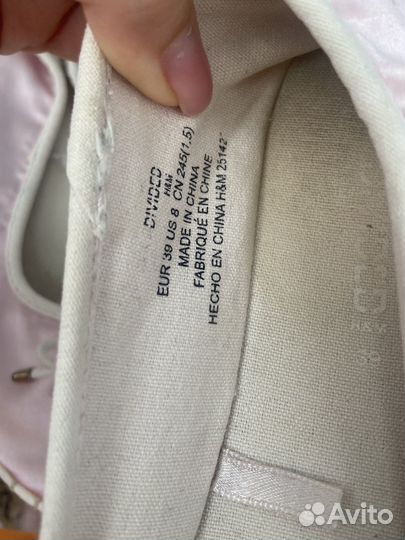 DIVIDED
H&M
EUR 39 US 8 CN 245(1.5)
MADE IN CHINA
FABRIQUÉ EN CHINE
HECHO EN CHINA H&M 25142
Avito